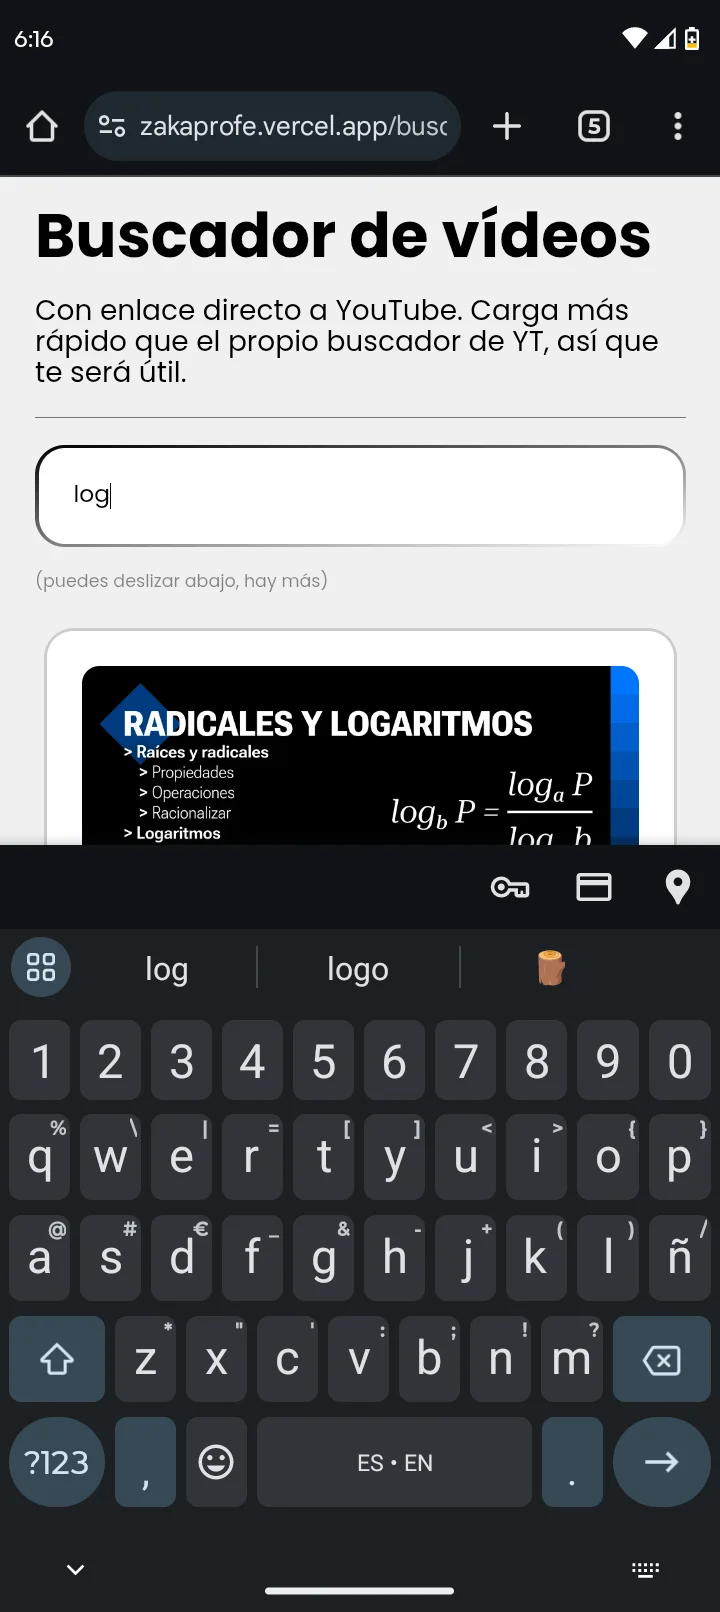 6:16
zakaprofe.vercel.app/busc
5
Buscador de vídeos
Con enlace directo a YouTube. Carga más
rápido que el propio buscador de YT, así que
te será útil.
log
(puedes deslizar abajo, hay más)
RADICALES Y LOGARITMOS
> Raíces y radicales
> Propiedades
> Operaciones
> Racionalizar
> Logaritmos
log_b P = log_a P / log b
log logo
1 2 3 4 5 6 7 8 9 0
% \ | = [ ] < > { }
q w e r t y u i o p
@ # € _ & - + ( ) /
a s d f g h j k l ñ
* " ' : ; ! ?
z x c v b n m
?123 , ES • EN .